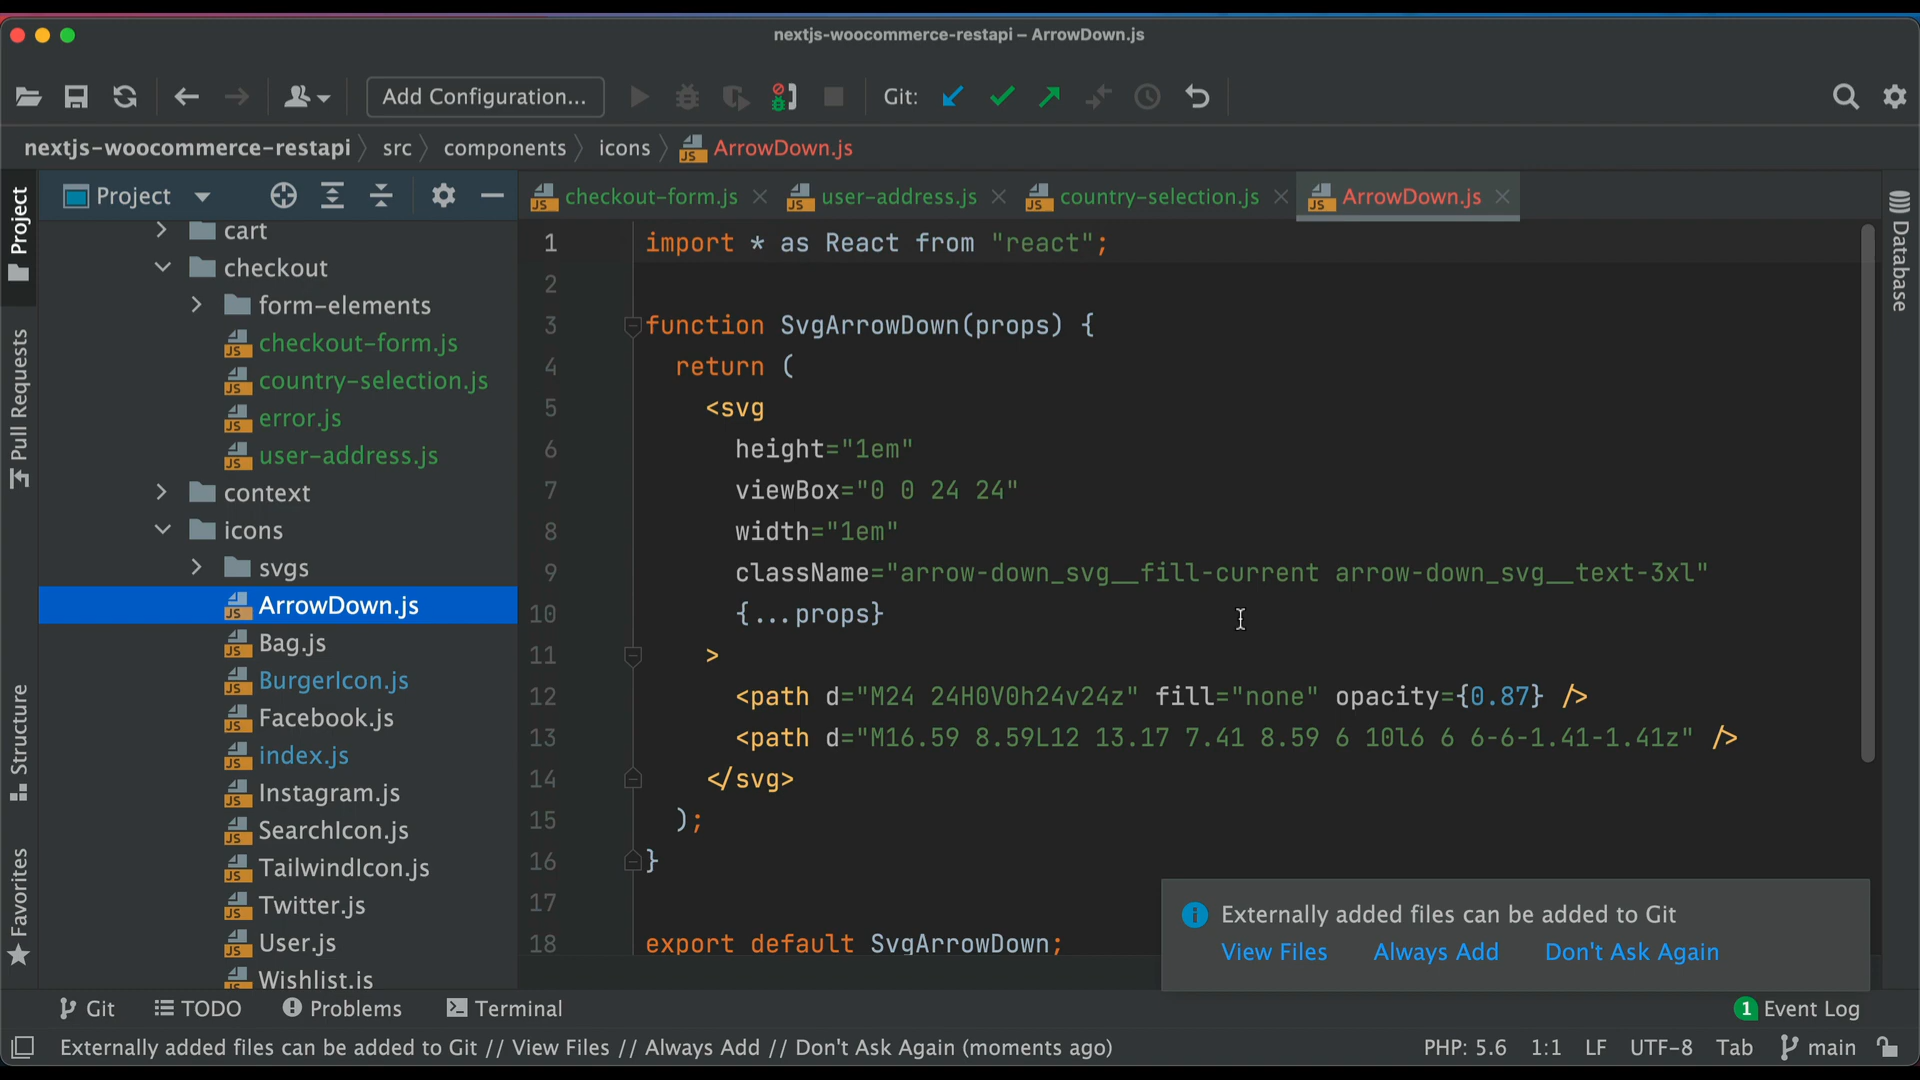 nextjs-woocommerce-restapi – ArrowDown.js
Add Configuration...
Git:
nextjs-woocommerce-restapi src components icons ArrowDown.js
Project
checkout-form.js user-address.js country-selection.js ArrowDown.js
Project
Pull Requests
Structure
Favorites
Database
cart
checkout
form-elements
checkout-form.js
country-selection.js
error.js
user-address.js
context
icons
svgs
ArrowDown.js
Bag.js
BurgerIcon.js
Facebook.js
index.js
Instagram.js
SearchIcon.js
TailwindIcon.js
Twitter.js
User.js
Wishlist.js
1 import * as React from "react";
2
3 function SvgArrowDown(props) {
4 return (
5 <svg
6 height="1em"
7 viewBox="0 0 24 24"
8 width="1em"
9 className="arrow-down_svg__fill-current arrow-down_svg__text-3xl"
10 {...props}
11 >
12 <path d="M24 24H0V0h24v24z" fill="none" opacity={0.87} />
13 <path d="M16.59 8.59L12 13.17 7.41 8.59 6 10l6 6 6-6-1.41-1.41z" />
14 </svg>
15 );
16 }
17
18 export default SvgArrowDown;
Externally added files can be added to Git
View Files Always Add Don't Ask Again
Git TODO Problems Terminal
1 Event Log
Externally added files can be added to Git // View Files // Always Add // Don't Ask Again (moments ago)
PHP: 5.6 1:1 LF UTF-8 Tab main